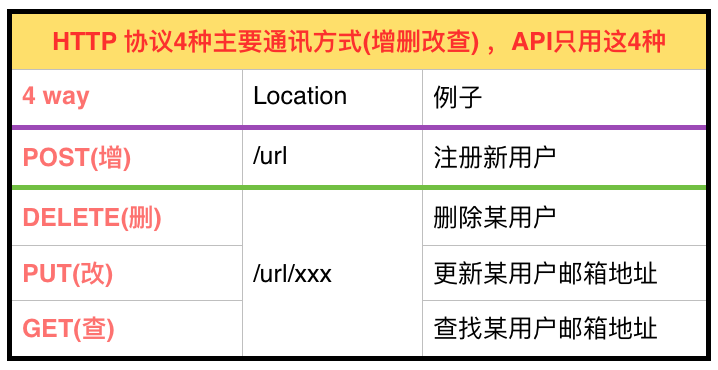 HTTP 协议4种主要通讯方式(增删改查) ，API只用这4种
4 way Location 例子
POST(增) /url 注册新用户
DELETE(删) 删除某用户
PUT(改) /url/xxx 更新某用户邮箱地址
GET(查) 查找某用户邮箱地址